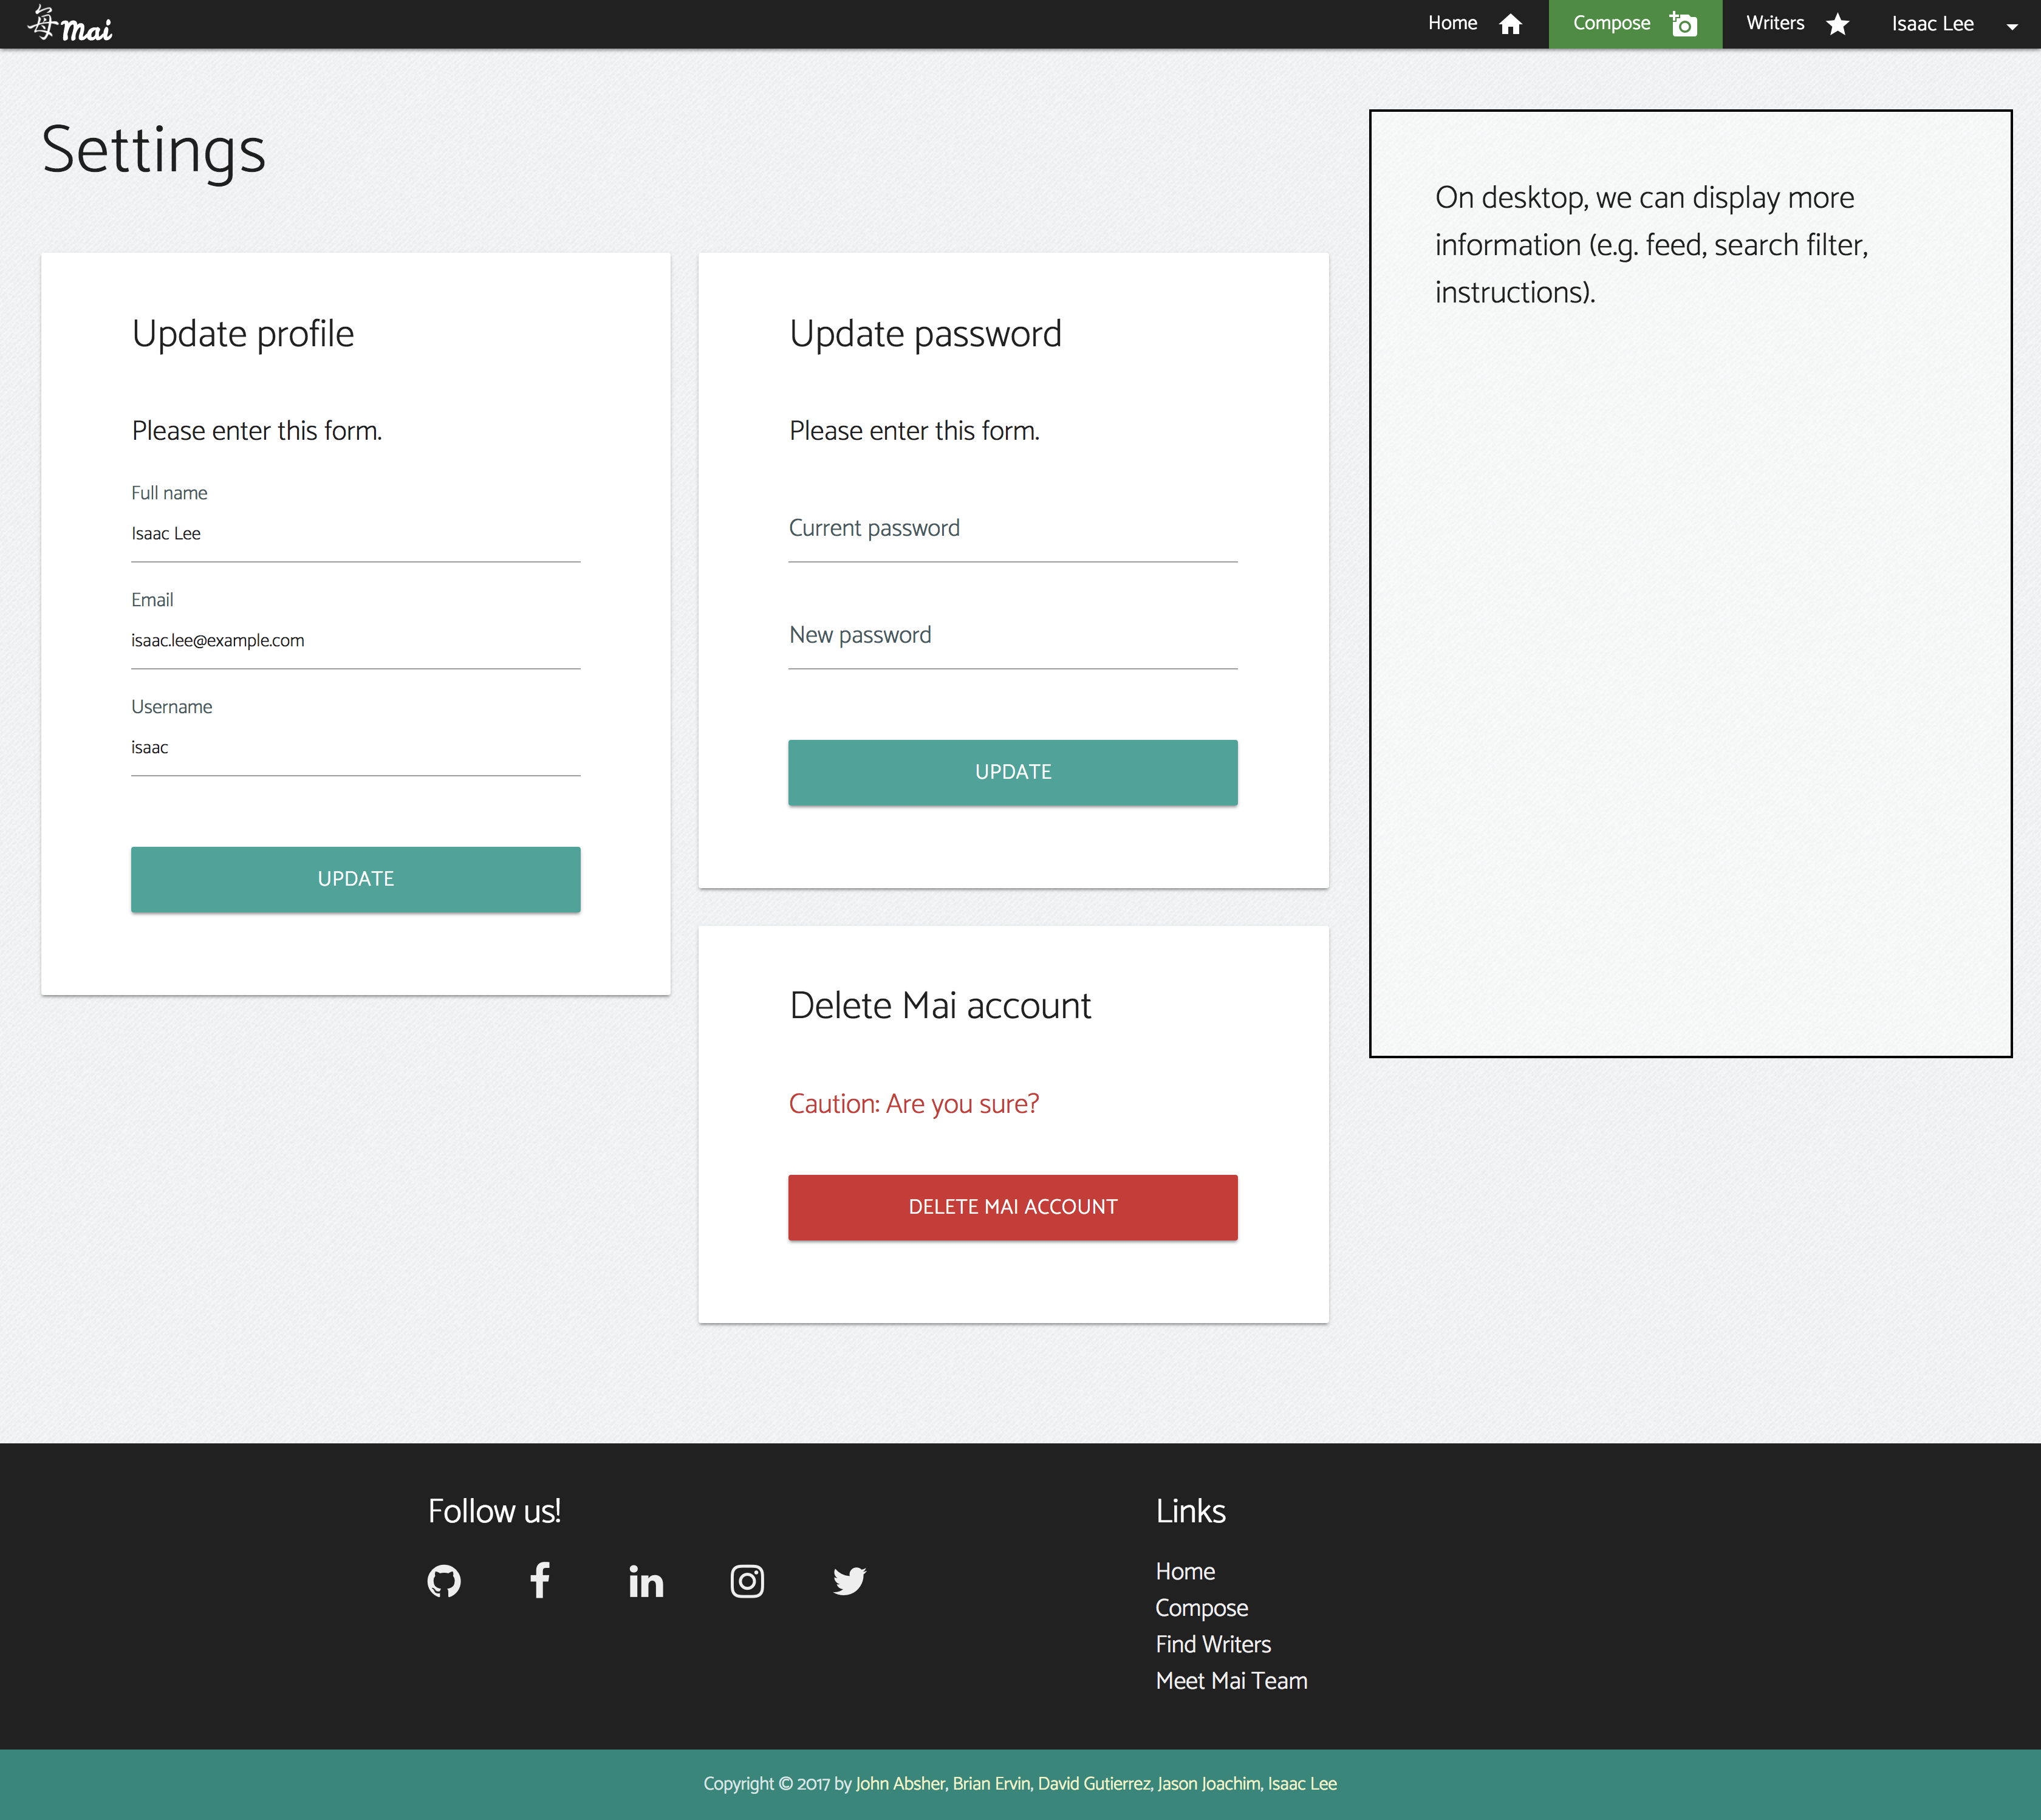 每 mai
Home
Compose
Writers
Isaac Lee
Settings
Update profile
Please enter this form.
Full name
Isaac Lee
Email
isaac.lee@example.com
Username
isaac
UPDATE
Update password
Please enter this form.
Current password
New password
UPDATE
Delete Mai account
Caution: Are you sure?
DELETE MAI ACCOUNT
On desktop, we can display more
information (e.g. feed, search filter,
instructions).
Follow us!
Links
Home
Compose
Find Writers
Meet Mai Team
Copyright © 2017 by John Absher, Brian Ervin, David Gutierrez, Jason Joachim, Isaac Lee